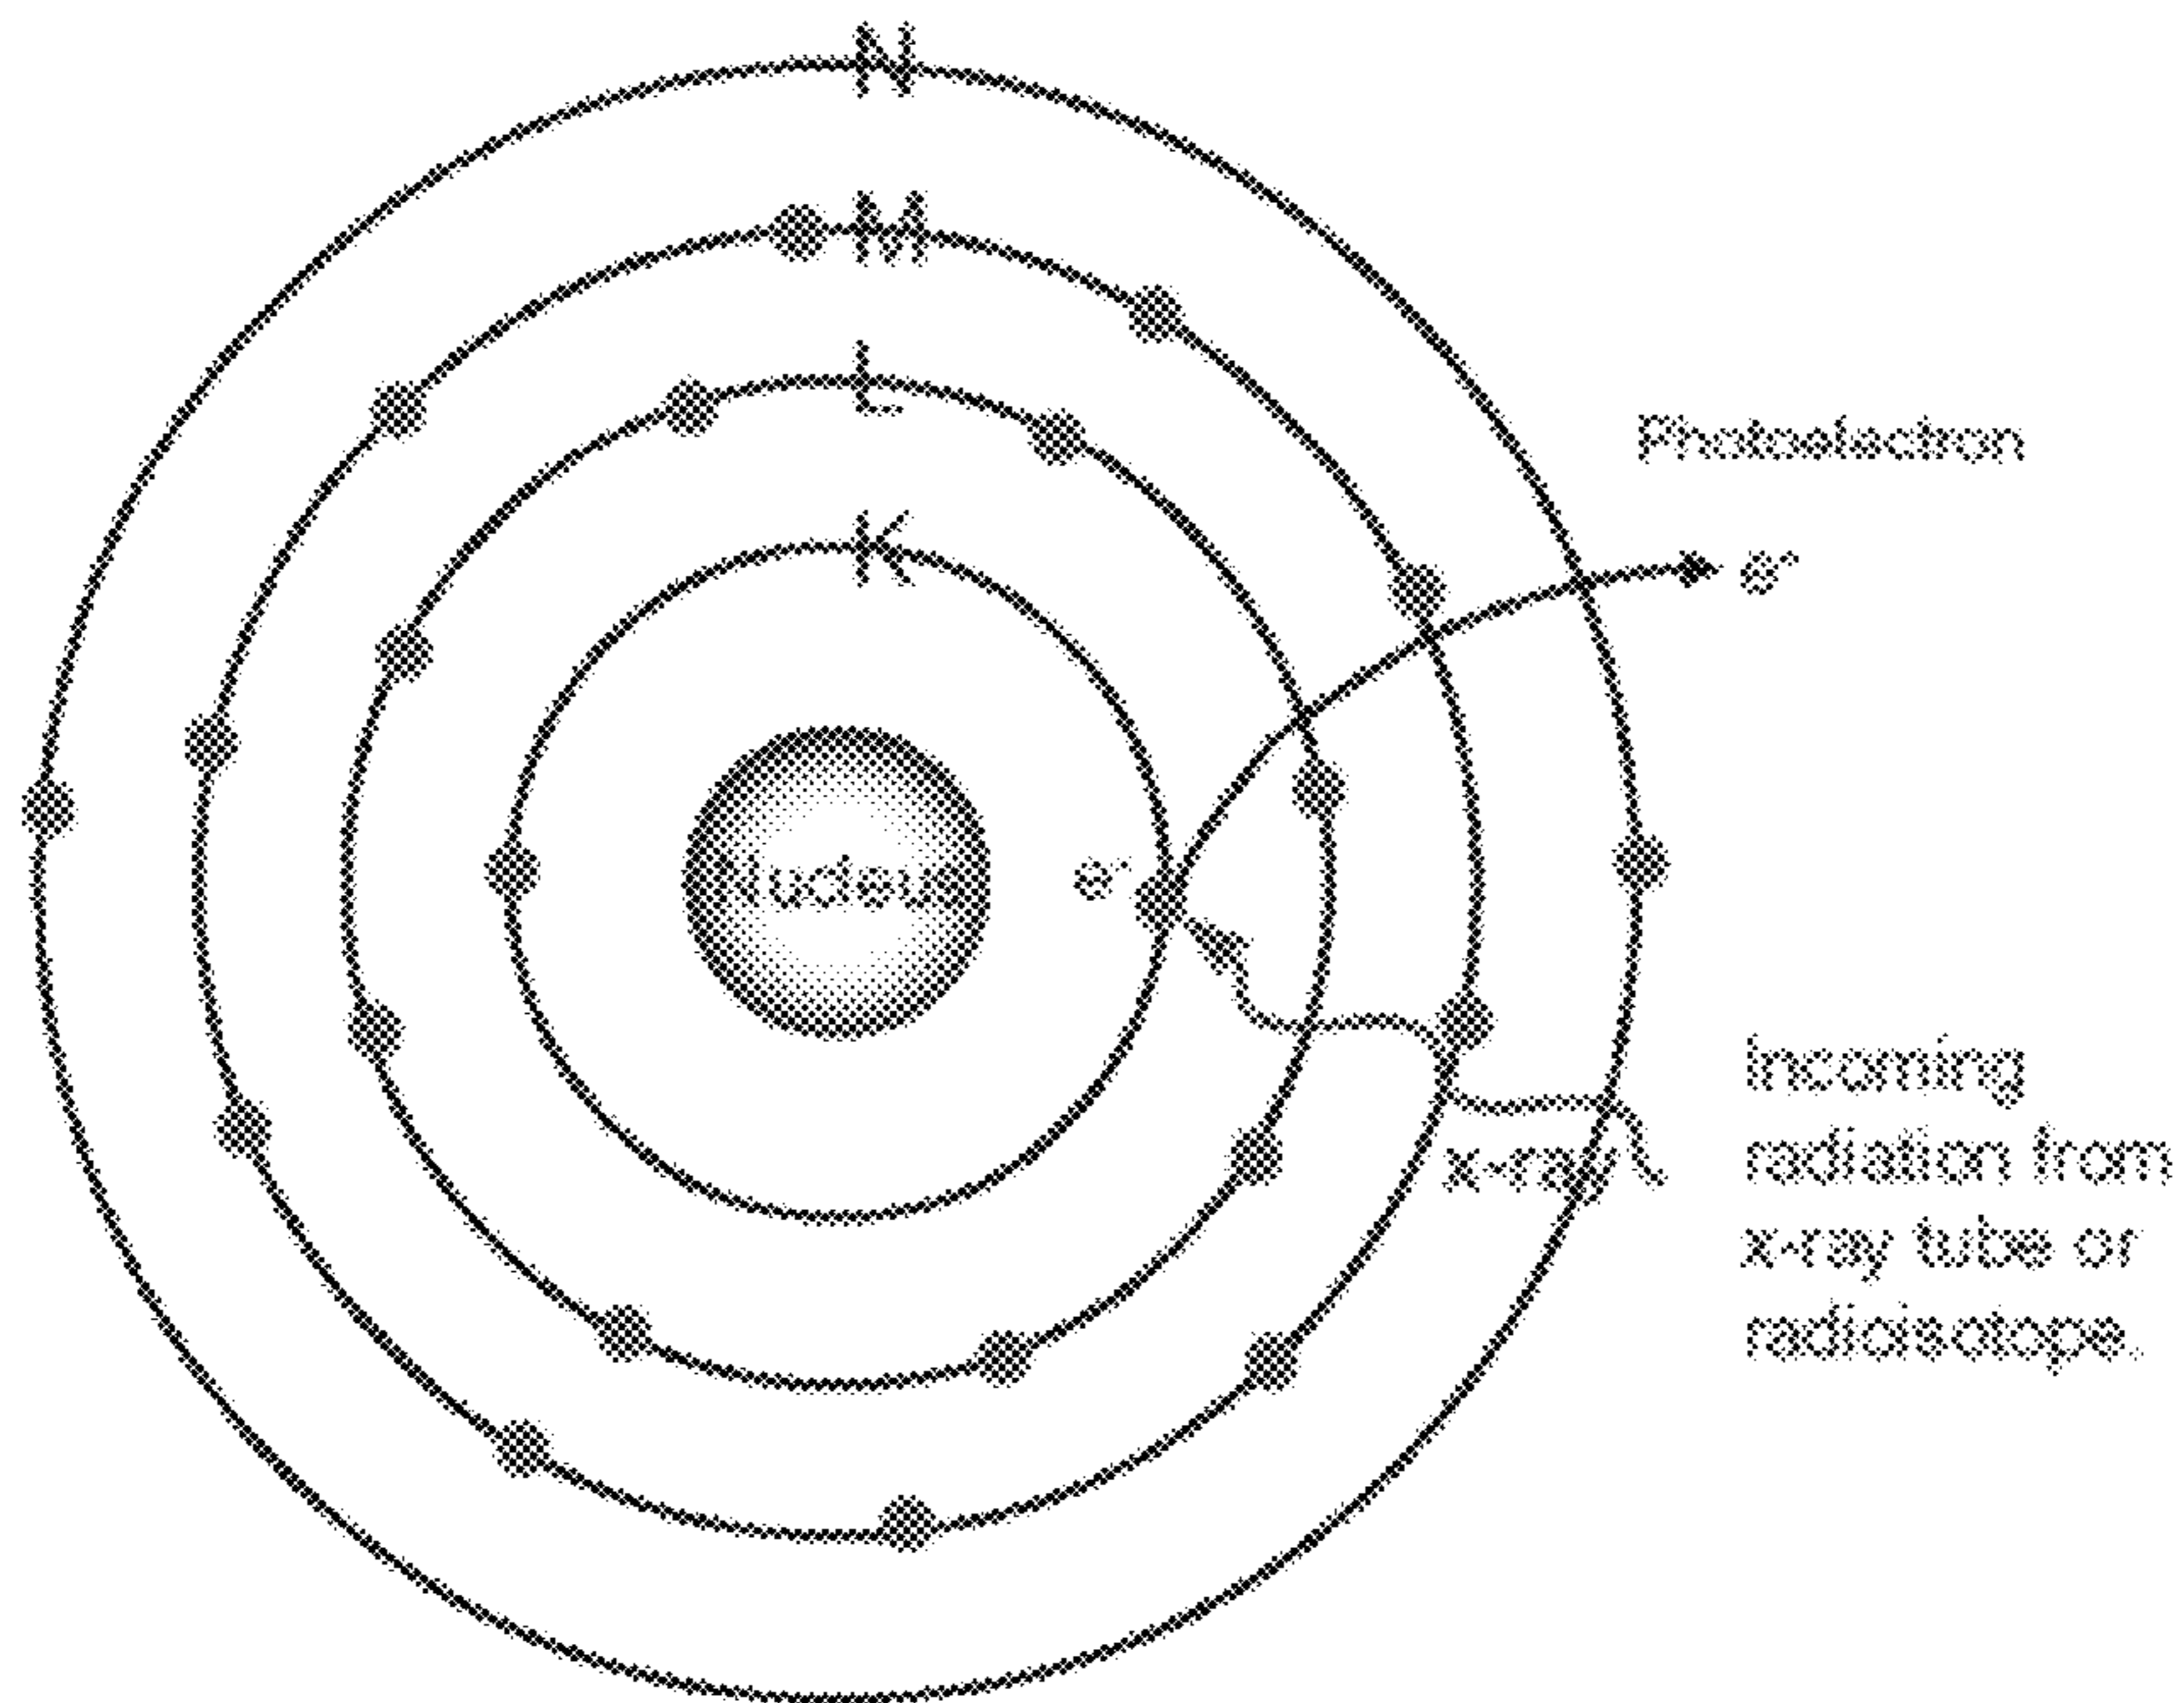 N
M
L
K
Photoelectron
e-
Nucleus
e-
x-ray
Incoming
radiation from
x-ray tube or
radioisotope.